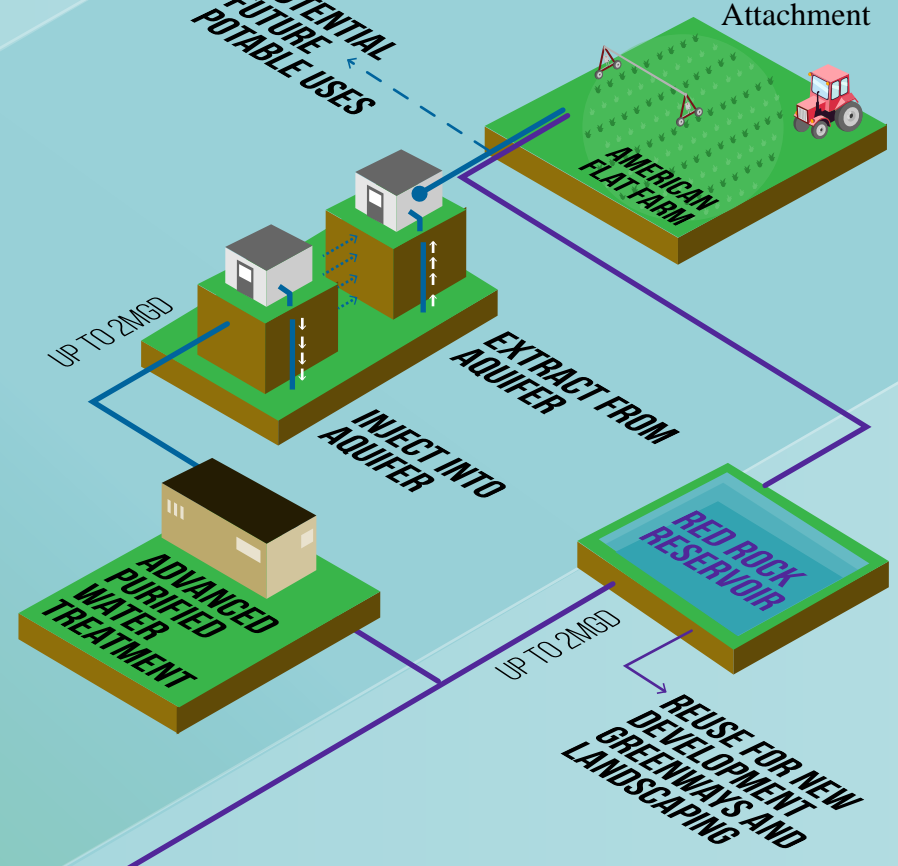 Attachment
FUTURE
POTABLE USES
AMERICAN
FLAT FARM
UP TO 2MGD
EXTRACT FROM
AQUIFER
INJECT INTO
AQUIFER
ADVANCED
PURIFIED
WATER
TREATMENT
RED ROCK
RESERVOIR
UP TO 2MGD
REUSE FOR NEW
DEVELOPMENT
GREENWAYS AND
LANDSCAPING